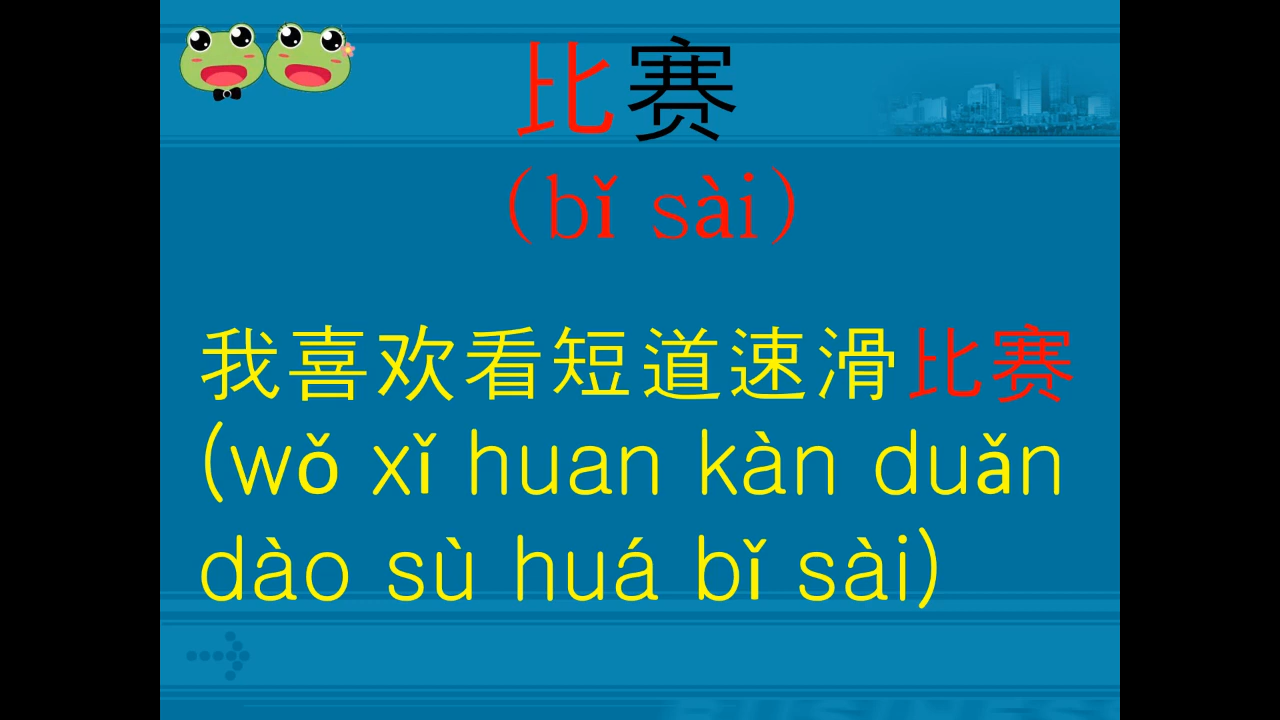 比赛
(bǐ sài)
我喜欢看短道速滑比赛
(wǒ xǐ huan kàn duǎn
dào sù huá bǐ sài)